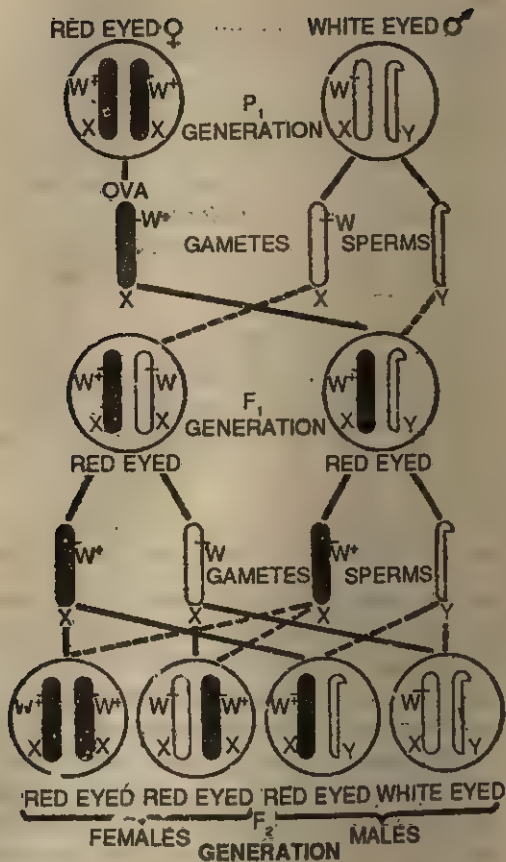 RED EYED ♀ ...... WHITE EYED ♂
W⁺ W⁺ W
X X X Y
P₁
GENERATION
OVA
W⁺ GAMETES W SPERMS
X X Y
W⁺ W W⁺
X X X Y
F₁
GENERATION
RED EYED RED EYED
W⁺ W GAMETES W⁺ SPERMS
X X X Y
W⁺ W⁺ W W⁺ W⁺ W
X X X X X Y X Y
RED EYED RED EYED RED EYED WHITE EYED
FEMALES F₂ MALES
GENERATION